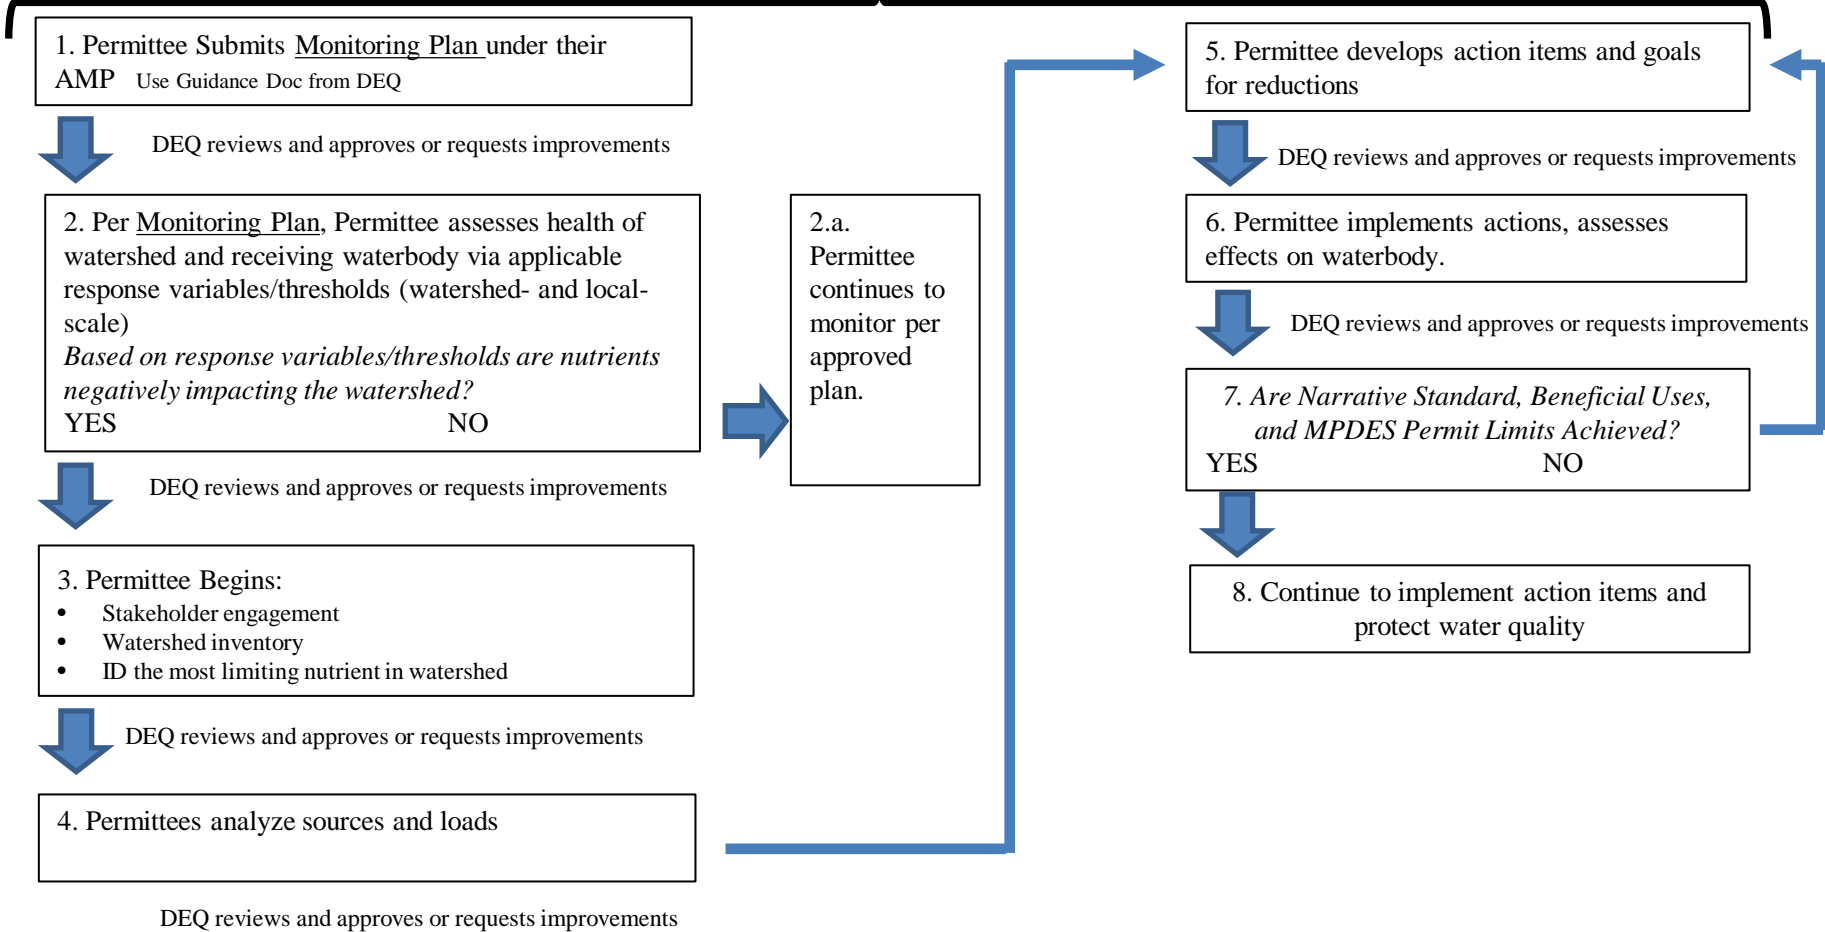 1. Permittee Submits Monitoring Plan under their
AMP Use Guidance Doc from DEQ
DEQ reviews and approves or requests improvements
2. Per Monitoring Plan, Permittee assesses health of
watershed and receiving waterbody via applicable
response variables/thresholds (watershed- and local-
scale)
Based on response variables/thresholds are nutrients
negatively impacting the watershed?
YES NO
2.a.
Permittee
continues to
monitor per
approved
plan.
DEQ reviews and approves or requests improvements
3. Permittee Begins:
• Stakeholder engagement
• Watershed inventory
• ID the most limiting nutrient in watershed
DEQ reviews and approves or requests improvements
4. Permittees analyze sources and loads
DEQ reviews and approves or requests improvements
5. Permittee develops action items and goals
for reductions
DEQ reviews and approves or requests improvements
6. Permittee implements actions, assesses
effects on waterbody.
DEQ reviews and approves or requests improvements
7. Are Narrative Standard, Beneficial Uses,
and MPDES Permit Limits Achieved?
YES NO
8. Continue to implement action items and
protect water quality